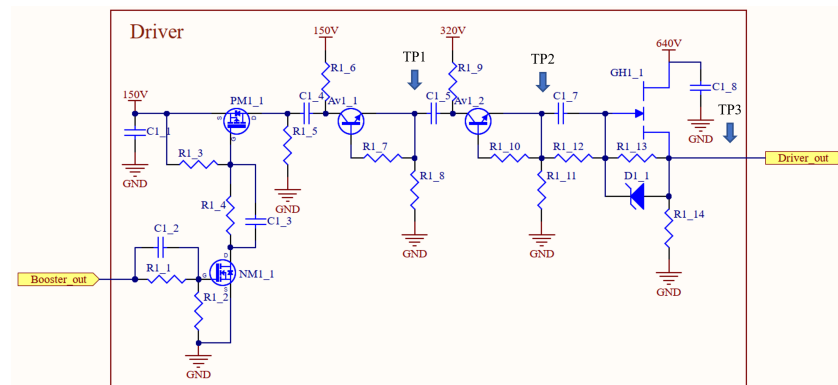 Driver
150V
320V
640V
TP1
TP2
TP3
R1_6
R1_9
GH1_1
150V
PM1_1
C1_4
Av1_1
C1_5
Av1_2
C1_7
C1_8
S
D
G
C1_1
R1_5
GND
R1_3
R1_7
R1_10
R1_12
R1_13
Driver_out
GND
R1_8
R1_11
D1_1
GND
R1_4
C1_3
R1_14
C1_2
GND
GND
D
Booster_out
R1_1
G
NM1_1
S
GND
R1_2
GND